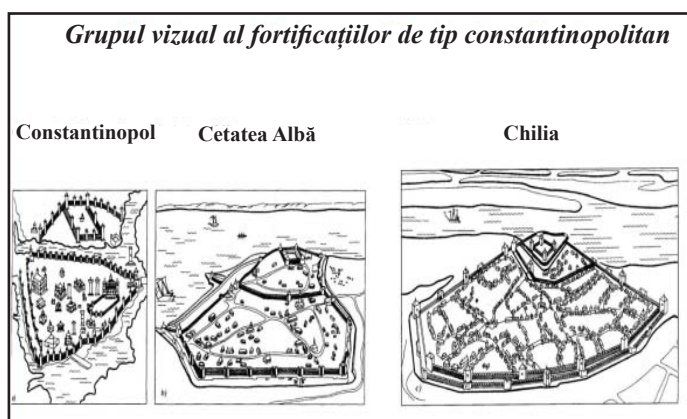 Grupul vizual al fortificațiilor de tip constantinopolitan
Constantinopol Cetatea Albă Chilia
a) b) c)